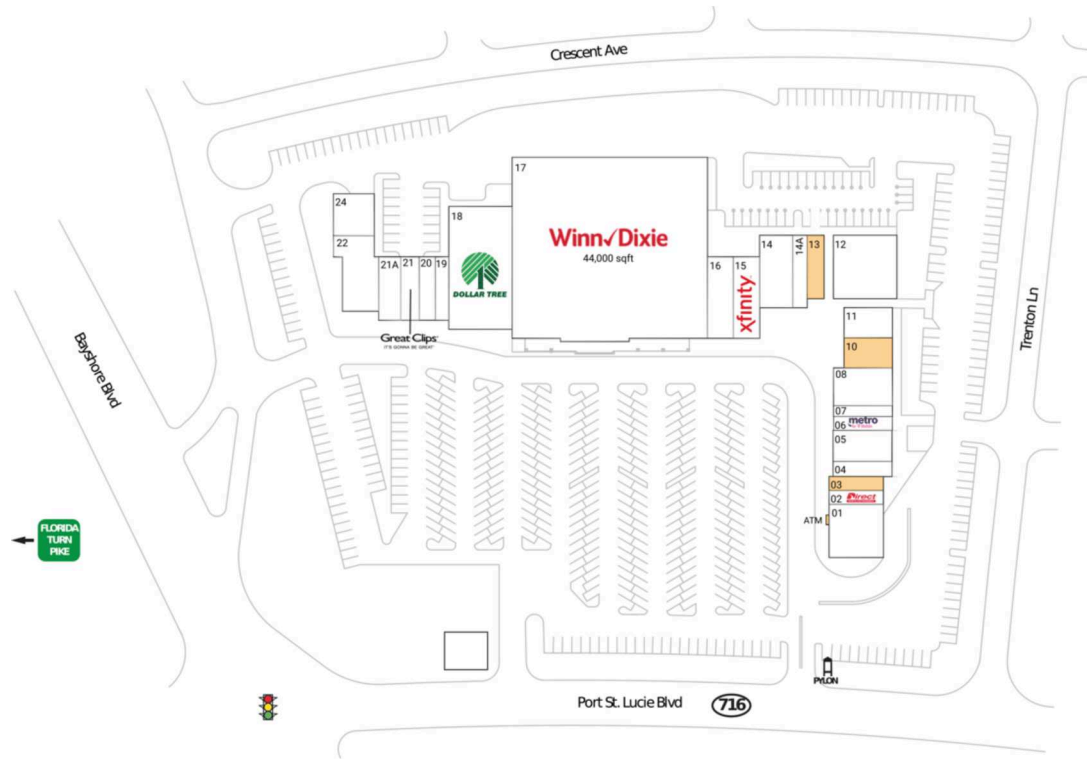 Crescent Ave
17
Winn Dixie
44,000 sqft
24
18
22
DOLLAR TREE
21A
21
20
19
Great Clips
IT'S GONNA BE GREAT
16
15
xfinity
14
14A
13
12
11
10
08
07
06
metro
05
04
03
02
Direct
01
ATM
Trenton Ln
Bayshore Blvd
FLORIDA
TURN
PIKE
PYLON
Port St. Lucie Blvd
716